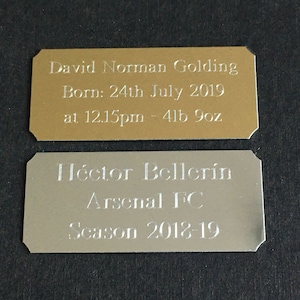 David Norman Golding
Born: 24th July 2019
at 12.15pm - 4lb 9oz
Héctor Bellerín
Arsenal FC
Season 2018-19